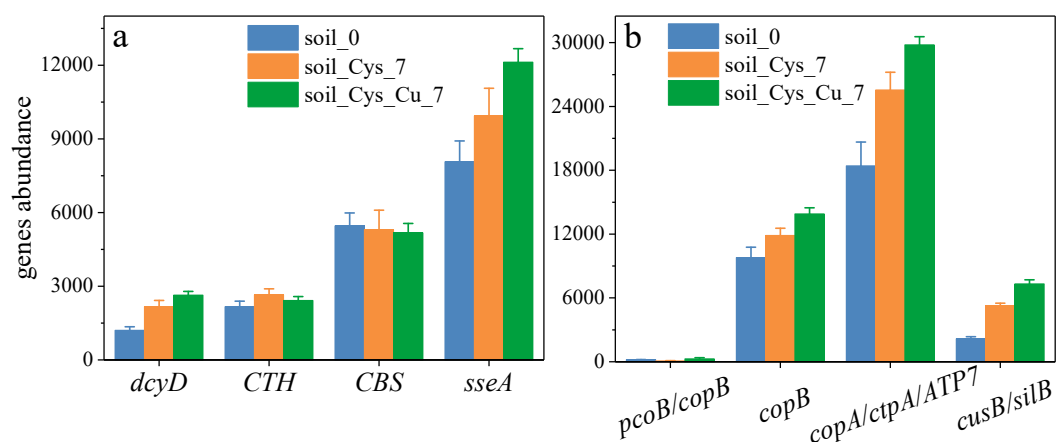 a
soil_0
soil_Cys_7
soil_Cys_Cu_7
genes abundance
12000
9000
6000
3000
0
dcyD CTH CBS sseA
b
soil_0
soil_Cys_7
soil_Cys_Cu_7
30000
24000
18000
12000
6000
0
pcoB/copB
copB
copA/ctpA/ATP7
cusB/silB